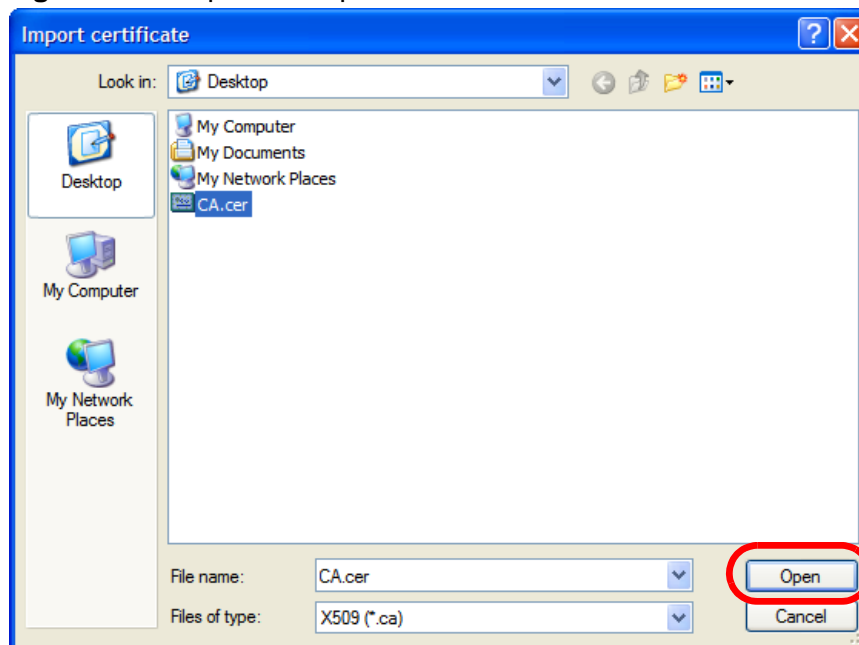 Import certificate
Look in: Desktop
My Computer
My Documents
My Network Places
CA.cer
Desktop
My Computer
My Network
Places
File name: CA.cer Open
Files of type: X509 (*.ca) Cancel